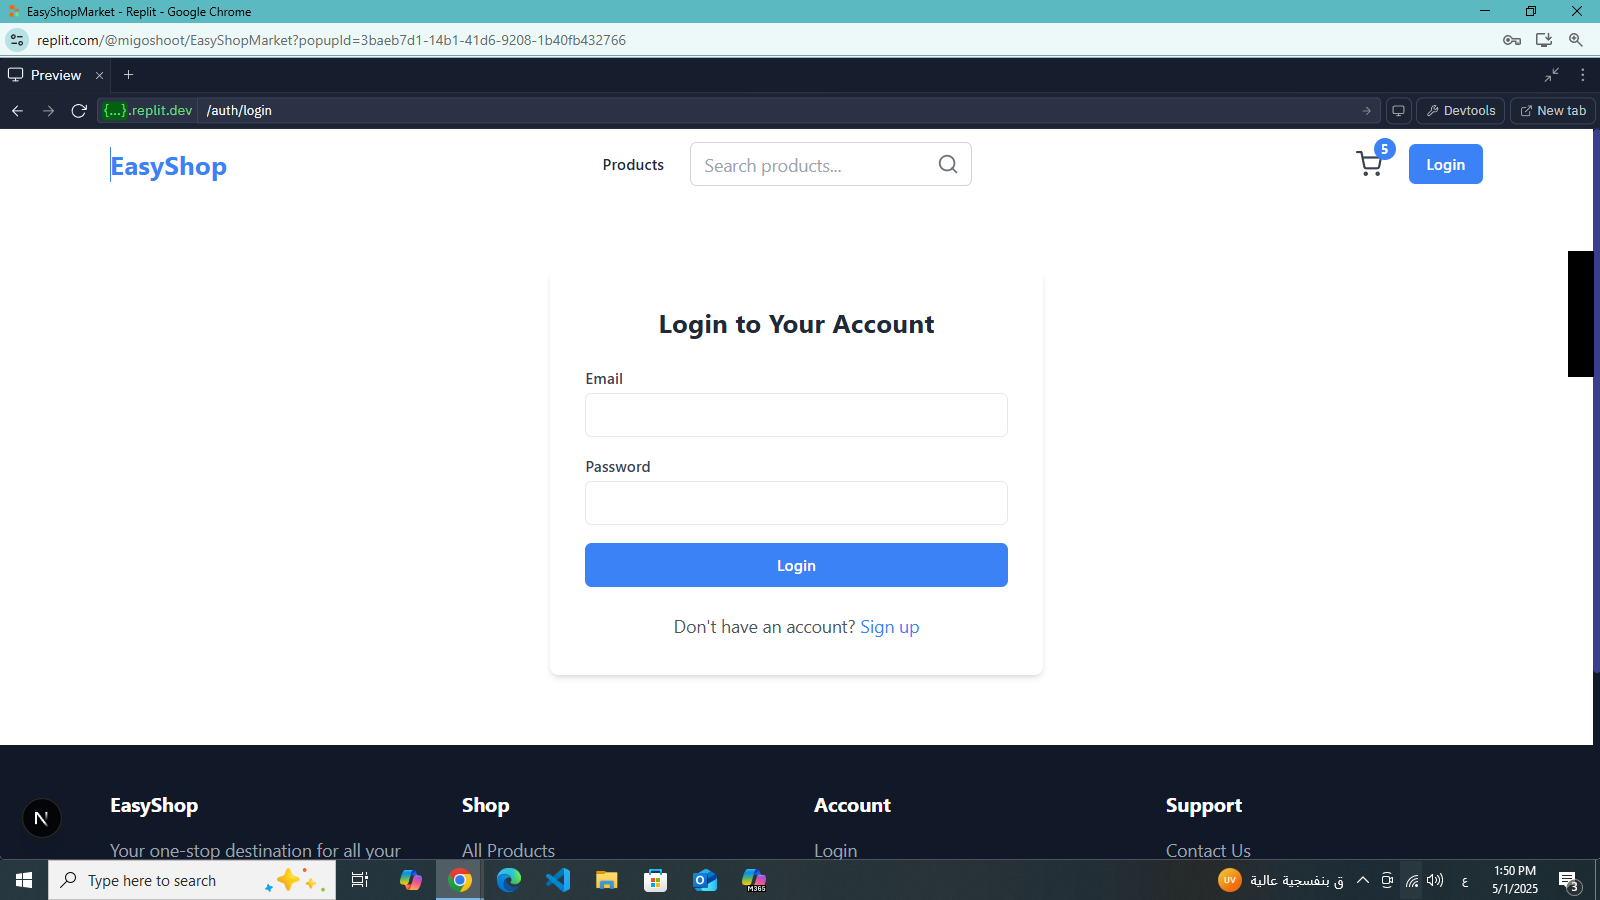 EasyShopMarket - Replit - Google Chrome
replit.com/@migoshoot/EasyShopMarket?popupId=3baeb7d1-14b1-41d6-9208-1b40fb432766
Preview
{...}.replit.dev /auth/login
Devtools
New tab
EasyShop
Products
Search products...
5
Login
Login to Your Account
Email
Password
Login
Don't have an account? Sign up
EasyShop
Shop
Account
Support
N
Your one-stop destination for all your
All Products
Login
Contact Us
Type here to search
M365
UV
ق بنفسجية عالية
ع
1:50 PM
5/1/2025
3